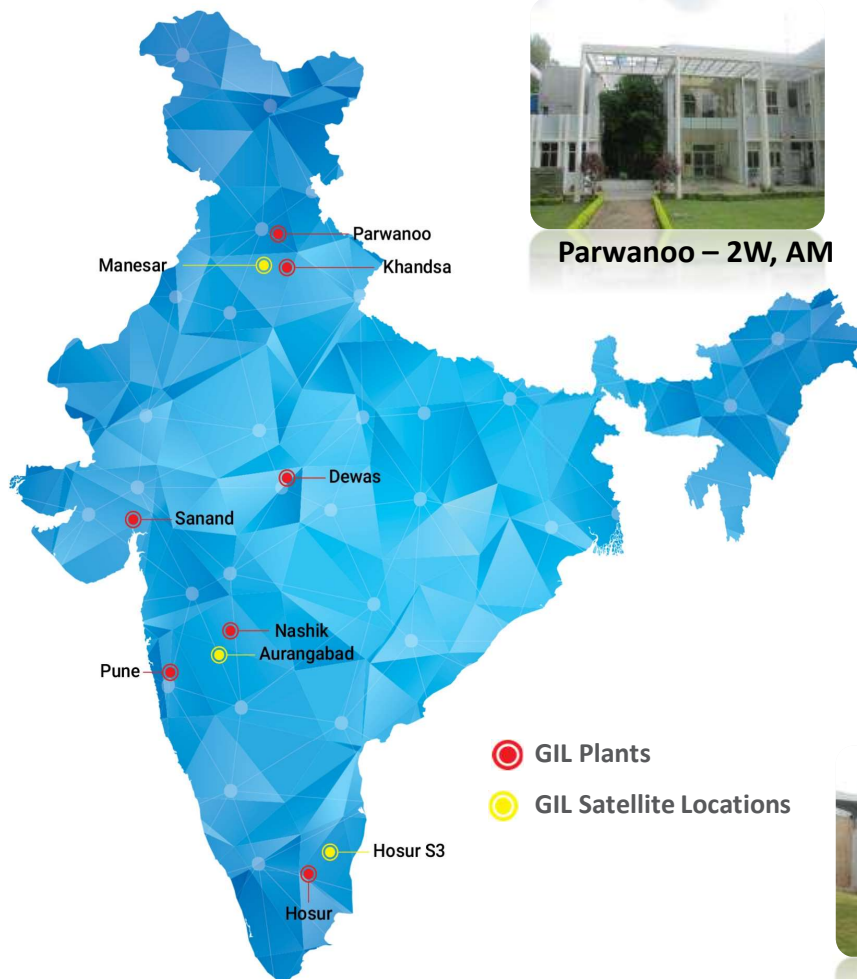 Parwanoo – 2W, AM
Parwanoo
Manesar
Khandsa
Dewas
Sanand
Nashik
Aurangabad
Pune
GIL Plants
GIL Satellite Locations
Hosur S3
Hosur